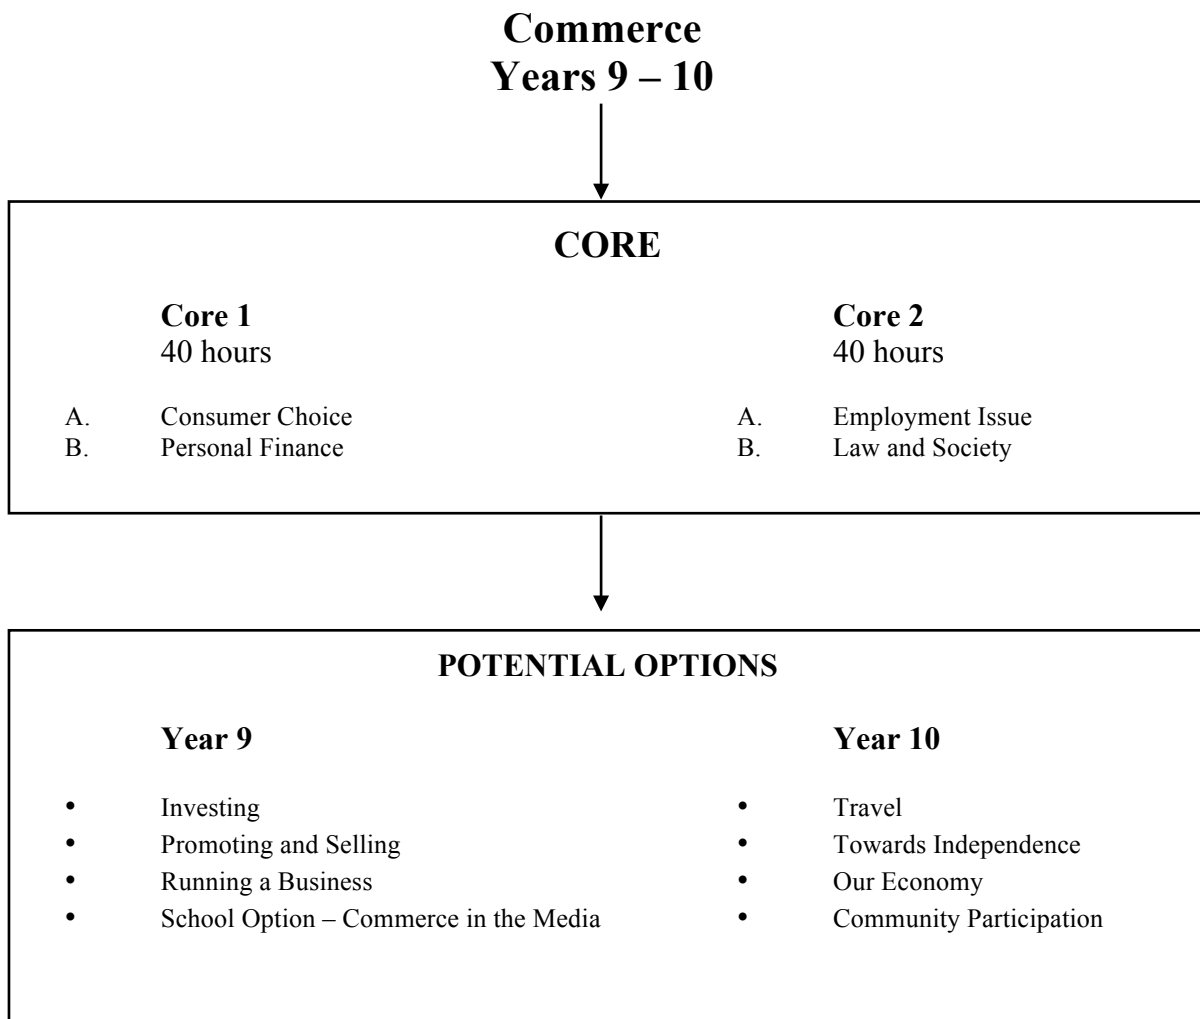 Commerce
Years 9 – 10
CORE
Core 1
40 hours
A. Consumer Choice
B. Personal Finance
Core 2
40 hours
A. Employment Issue
B. Law and Society
POTENTIAL OPTIONS
Year 9
• Investing
• Promoting and Selling
• Running a Business
• School Option – Commerce in the Media
Year 10
• Travel
• Towards Independence
• Our Economy
• Community Participation